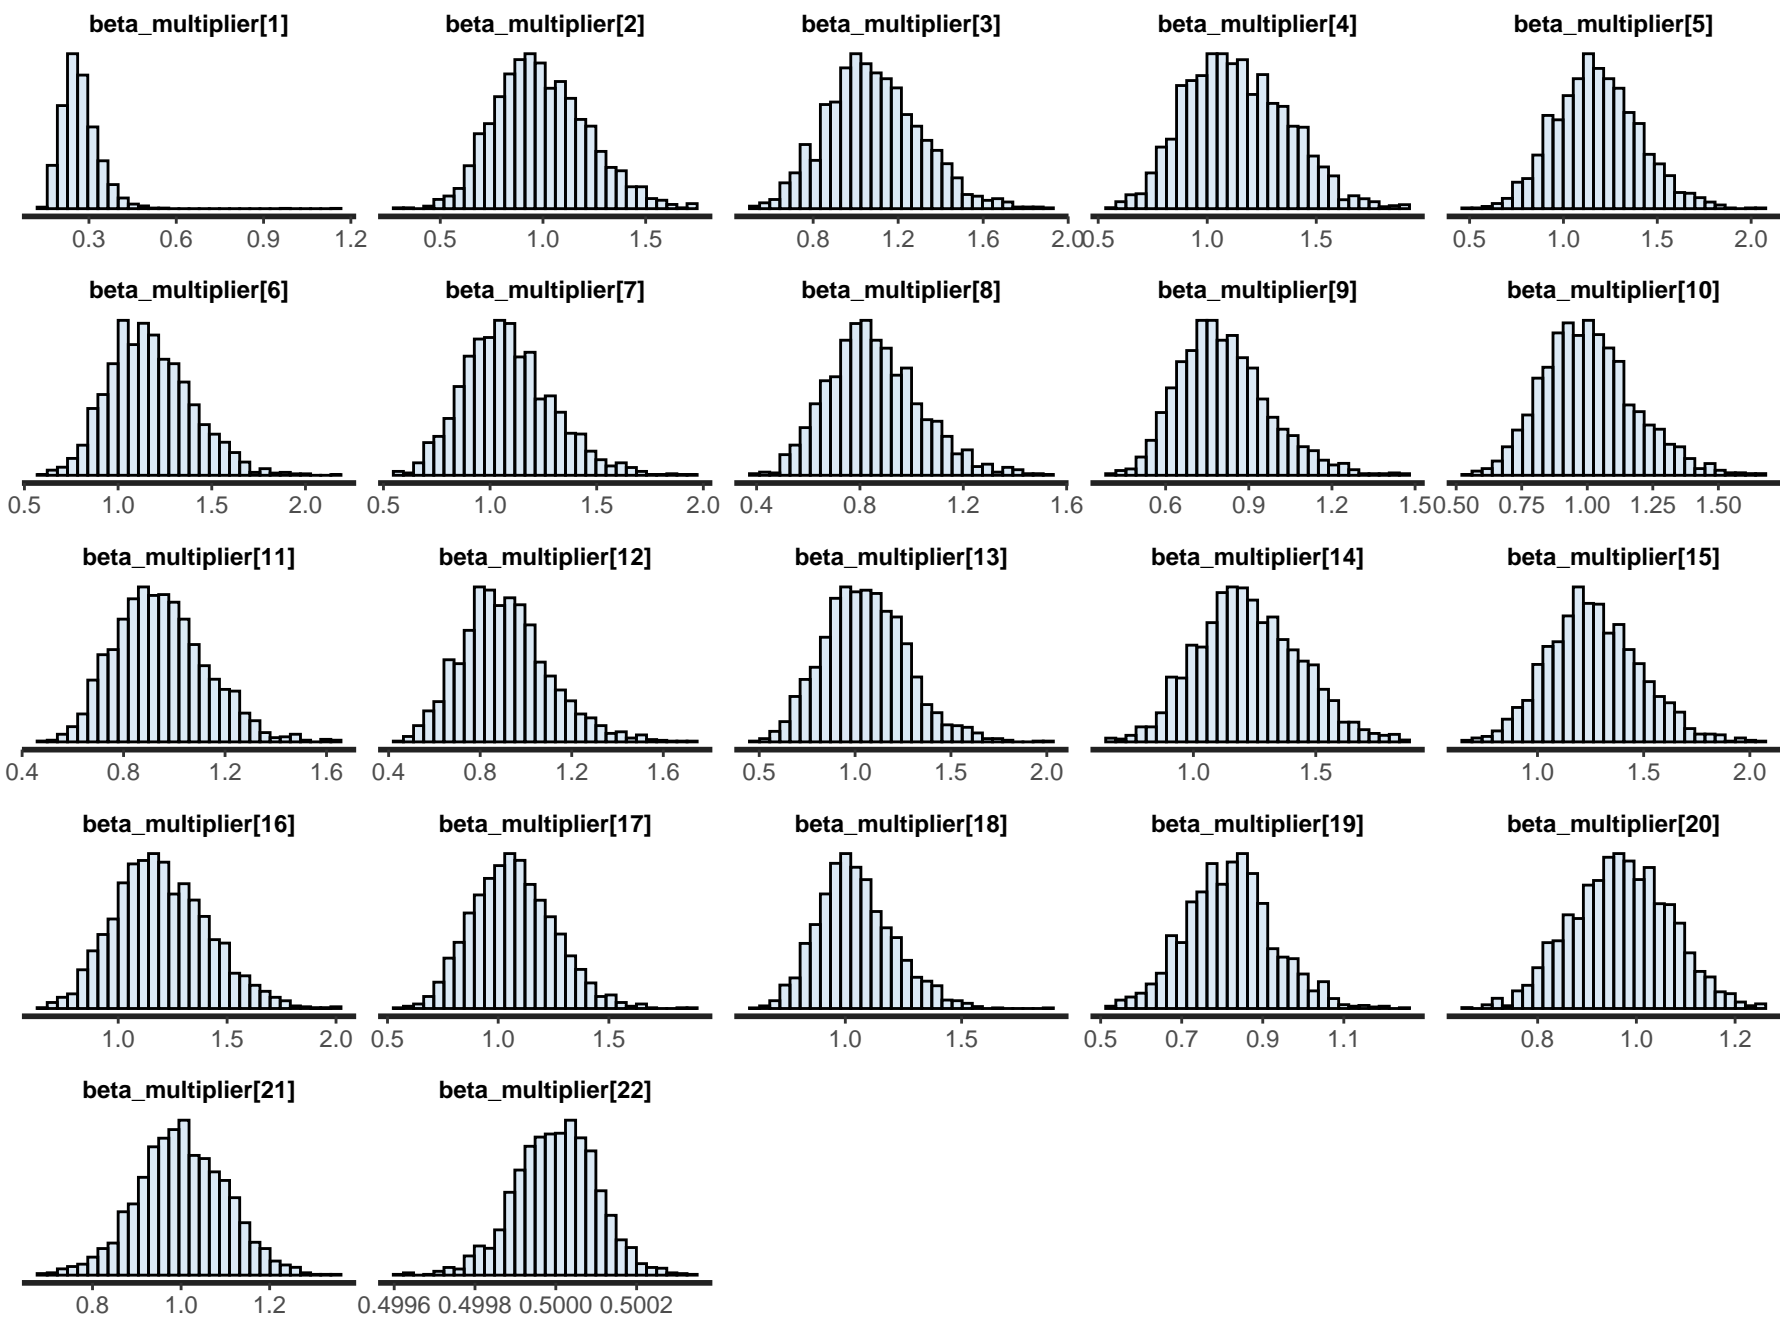 beta_multiplier[1] beta_multiplier[2] beta_multiplier[3] beta_multiplier[4] beta_multiplier[5]
0.3 0.6 0.9 1.2 0.5 1.0 1.5 0.8 1.2 1.6 2.0 0.5 1.0 1.5 0.5 1.0 1.5 2.0
beta_multiplier[6] beta_multiplier[7] beta_multiplier[8] beta_multiplier[9] beta_multiplier[10]
0.5 1.0 1.5 2.0 0.5 1.0 1.5 2.0 0.4 0.8 1.2 1.6 0.6 0.9 1.2 1.5 0.50 0.75 1.00 1.25 1.50
beta_multiplier[11] beta_multiplier[12] beta_multiplier[13] beta_multiplier[14] beta_multiplier[15]
0.4 0.8 1.2 1.6 0.4 0.8 1.2 1.6 0.5 1.0 1.5 2.0 1.0 1.5 1.0 1.5 2.0
beta_multiplier[16] beta_multiplier[17] beta_multiplier[18] beta_multiplier[19] beta_multiplier[20]
1.0 1.5 2.0 0.5 1.0 1.5 1.0 1.5 0.5 0.7 0.9 1.1 0.8 1.0 1.2
beta_multiplier[21] beta_multiplier[22]
0.8 1.0 1.2 0.4996 0.4998 0.5000 0.5002